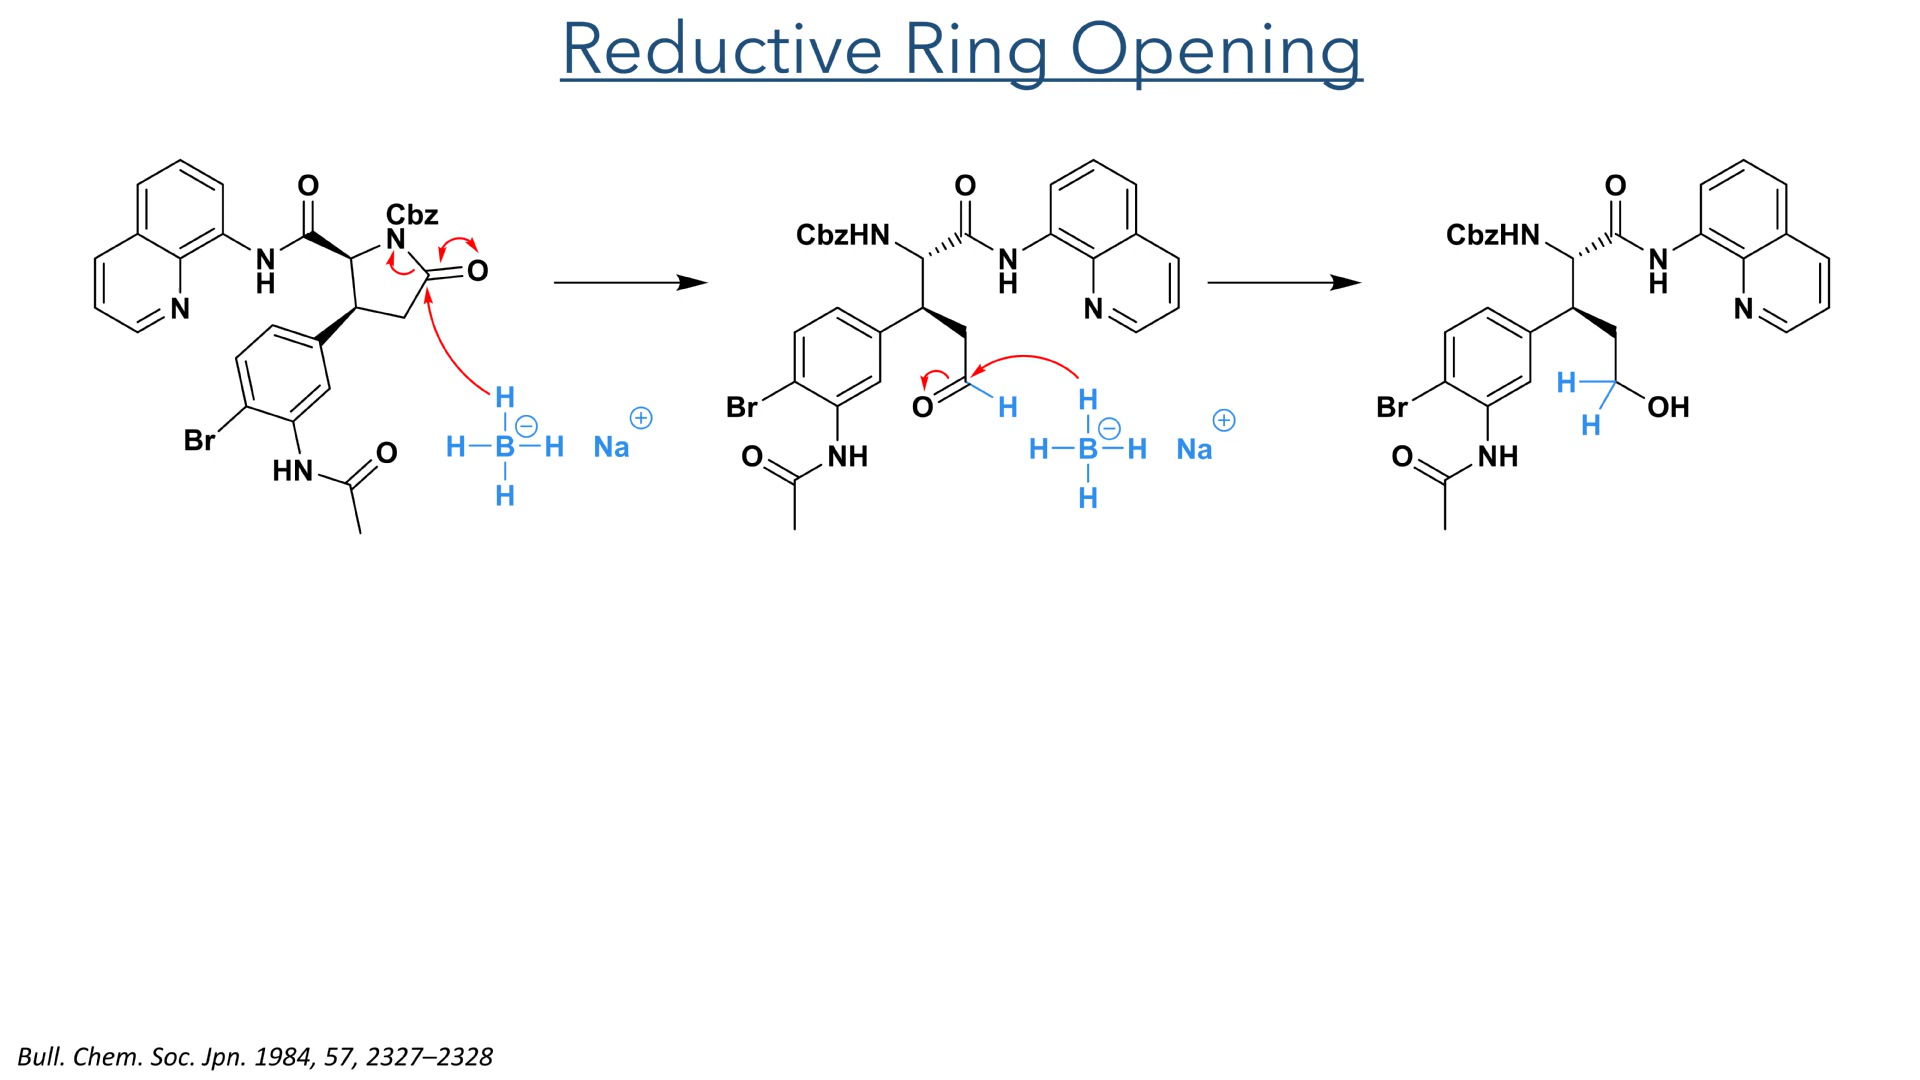 Reductive Ring Opening
O
Cbz
N
O
N
H
N
Br
HN
O
H
H B ⊖ H Na ⊕
H
O
CbzHN
N
H
N
Br
O
H
O
NH
H
H B ⊖ H Na ⊕
H
O
CbzHN
N
H
N
H
Br
OH
H
O
NH
Bull. Chem. Soc. Jpn. 1984, 57, 2327–2328